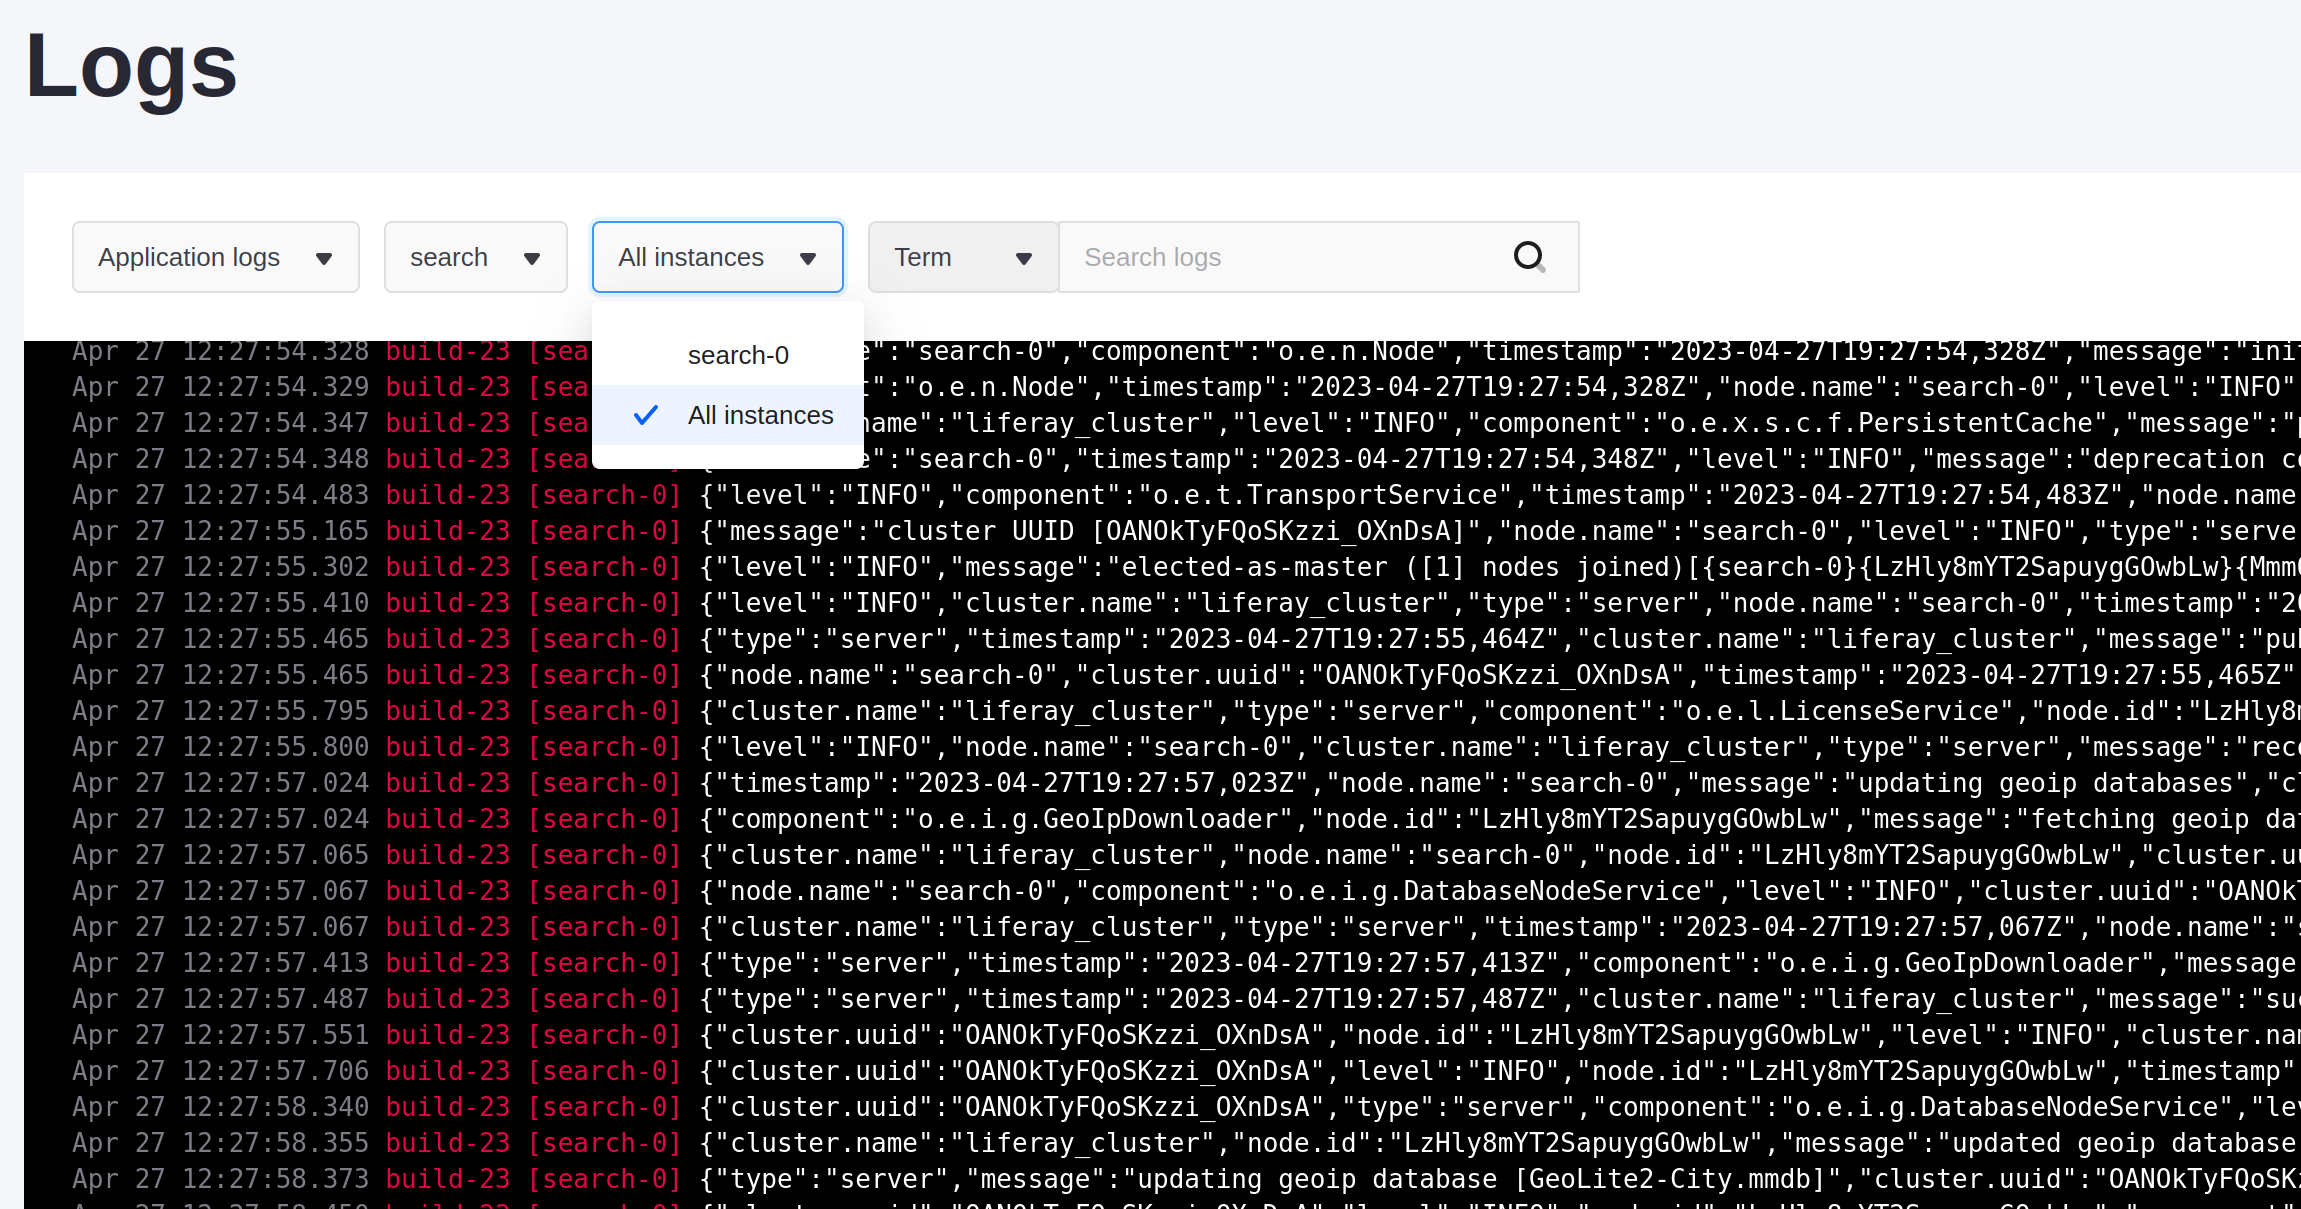 Logs
Application logs
search
All instances
Term
Search logs
search-0
All instances
Apr 27 12:27:54.328 build-23 [sea e":"search-0","component":"o.e.n.Node","timestamp":"2023-04-27T19:27:54,328Z","message":"init
Apr 27 12:27:54.329 build-23 [sea t":"o.e.n.Node","timestamp":"2023-04-27T19:27:54,328Z","node.name":"search-0","level":"INFO"
Apr 27 12:27:54.347 build-23 [sea name":"liferay_cluster","level":"INFO","component":"o.e.x.s.c.f.PersistentCache","message":"p
Apr 27 12:27:54.348 build-23 [sea e":"search-0","timestamp":"2023-04-27T19:27:54,348Z","level":"INFO","message":"deprecation co
Apr 27 12:27:54.483 build-23 [search-0] {"level":"INFO","component":"o.e.t.TransportService","timestamp":"2023-04-27T19:27:54,483Z","node.name
Apr 27 12:27:55.165 build-23 [search-0] {"message":"cluster UUID [OANOkTyFQoSKzzi_OXnDsA]","node.name":"search-0","level":"INFO","type":"serve
Apr 27 12:27:55.302 build-23 [search-0] {"level":"INFO","message":"elected-as-master ([1] nodes joined)[{search-0}{LzHly8mYT2SapuygGOwbLw}{Mmm
Apr 27 12:27:55.410 build-23 [search-0] {"level":"INFO","cluster.name":"liferay_cluster","type":"server","node.name":"search-0","timestamp":"20
Apr 27 12:27:55.465 build-23 [search-0] {"type":"server","timestamp":"2023-04-27T19:27:55,464Z","cluster.name":"liferay_cluster","message":"pub
Apr 27 12:27:55.465 build-23 [search-0] {"node.name":"search-0","cluster.uuid":"OANOkTyFQoSKzzi_OXnDsA","timestamp":"2023-04-27T19:27:55,465Z"
Apr 27 12:27:55.795 build-23 [search-0] {"cluster.name":"liferay_cluster","type":"server","component":"o.e.l.LicenseService","node.id":"LzHly8m
Apr 27 12:27:55.800 build-23 [search-0] {"level":"INFO","node.name":"search-0","cluster.name":"liferay_cluster","type":"server","message":"reco
Apr 27 12:27:57.024 build-23 [search-0] {"timestamp":"2023-04-27T19:27:57,023Z","node.name":"search-0","message":"updating geoip databases","cl
Apr 27 12:27:57.024 build-23 [search-0] {"component":"o.e.i.g.GeoIpDownloader","node.id":"LzHly8mYT2SapuygGOwbLw","message":"fetching geoip dat
Apr 27 12:27:57.065 build-23 [search-0] {"cluster.name":"liferay_cluster","node.name":"search-0","node.id":"LzHly8mYT2SapuygGOwbLw","cluster.uu
Apr 27 12:27:57.067 build-23 [search-0] {"node.name":"search-0","component":"o.e.i.g.DatabaseNodeService","level":"INFO","cluster.uuid":"OANOkT
Apr 27 12:27:57.067 build-23 [search-0] {"cluster.name":"liferay_cluster","type":"server","timestamp":"2023-04-27T19:27:57,067Z","node.name":"s
Apr 27 12:27:57.413 build-23 [search-0] {"type":"server","timestamp":"2023-04-27T19:27:57,413Z","component":"o.e.i.g.GeoIpDownloader","message
Apr 27 12:27:57.487 build-23 [search-0] {"type":"server","timestamp":"2023-04-27T19:27:57,487Z","cluster.name":"liferay_cluster","message":"suc
Apr 27 12:27:57.551 build-23 [search-0] {"cluster.uuid":"OANOkTyFQoSKzzi_OXnDsA","node.id":"LzHly8mYT2SapuygGOwbLw","level":"INFO","cluster.nam
Apr 27 12:27:57.706 build-23 [search-0] {"cluster.uuid":"OANOkTyFQoSKzzi_OXnDsA","level":"INFO","node.id":"LzHly8mYT2SapuygGOwbLw","timestamp"
Apr 27 12:27:58.340 build-23 [search-0] {"cluster.uuid":"OANOkTyFQoSKzzi_OXnDsA","type":"server","component":"o.e.i.g.DatabaseNodeService","lev
Apr 27 12:27:58.355 build-23 [search-0] {"cluster.name":"liferay_cluster","node.id":"LzHly8mYT2SapuygGOwbLw","message":"updated geoip database
Apr 27 12:27:58.373 build-23 [search-0] {"type":"server","message":"updating geoip database [GeoLite2-City.mmdb]","cluster.uuid":"OANOkTyFQoSKz